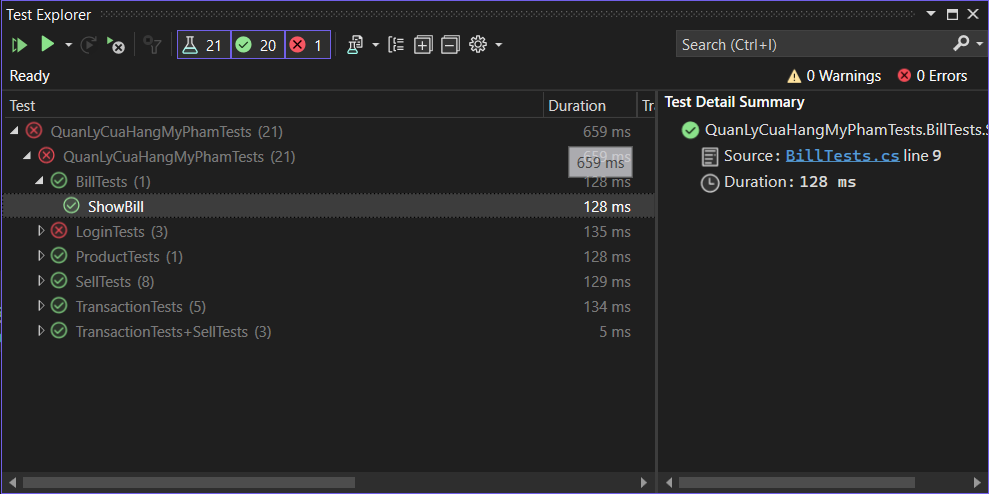 Test Explorer
21 20 1 Search (Ctrl+I)
Ready 0 Warnings 0 Errors
Test Duration Tr
QuanLyCuaHangMyPhamTests (21) 659 ms
QuanLyCuaHangMyPhamTests (21) 659 ms
659 ms
BillTests (1) 128 ms
ShowBill 128 ms
LoginTests (3) 135 ms
ProductTests (1) 128 ms
SellTests (8) 129 ms
TransactionTests (5) 134 ms
TransactionTests+SellTests (3) 5 ms
Test Detail Summary
QuanLyCuaHangMyPhamTests.BillTests.S
Source: BillTests.cs line 9
Duration: 128 ms